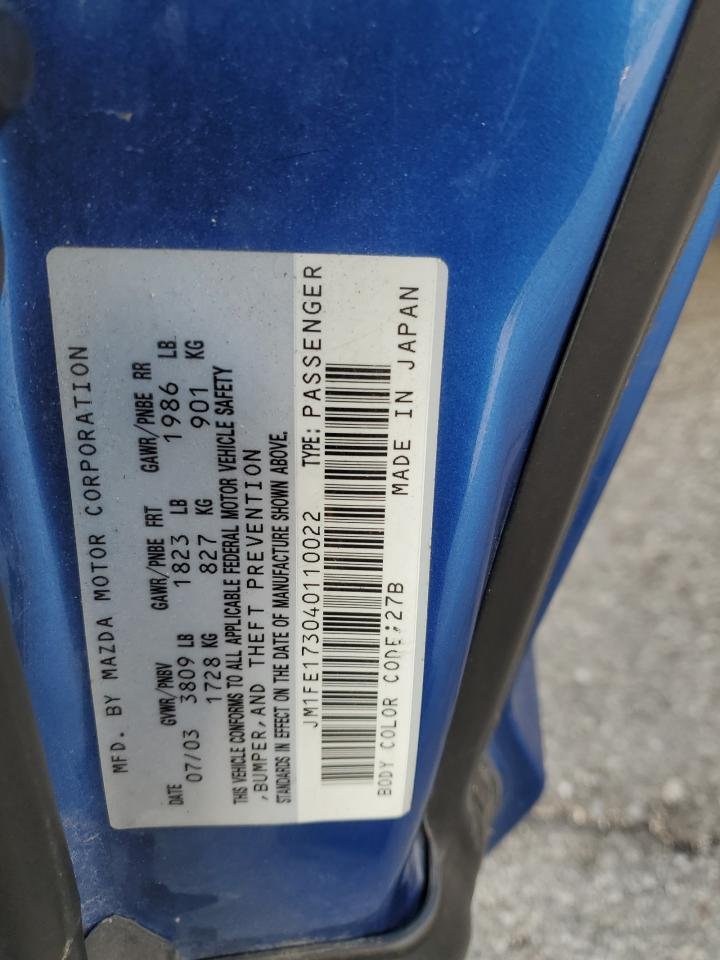 MFD. BY MAZDA MOTOR CORPORATION
DATE GVWR/PNBV GAWR/PNBE FRT GAWR/PNBE RR
07/03 3809 LB 1823 LB 1986 LB
1728 KG 827 KG 901 KG
THIS VEHICLE CONFORMS TO ALL APPLICABLE FEDERAL MOTOR VEHICLE SAFETY
,BUMPER,AND THEFT PREVENTION
STANDARDS IN EFFECT ON THE DATE OF MANUFACTURE SHOWN ABOVE.
JM1FE173040110022 TYPE: PASSENGER
BODY COLOR CODE:27B MADE IN JAPAN